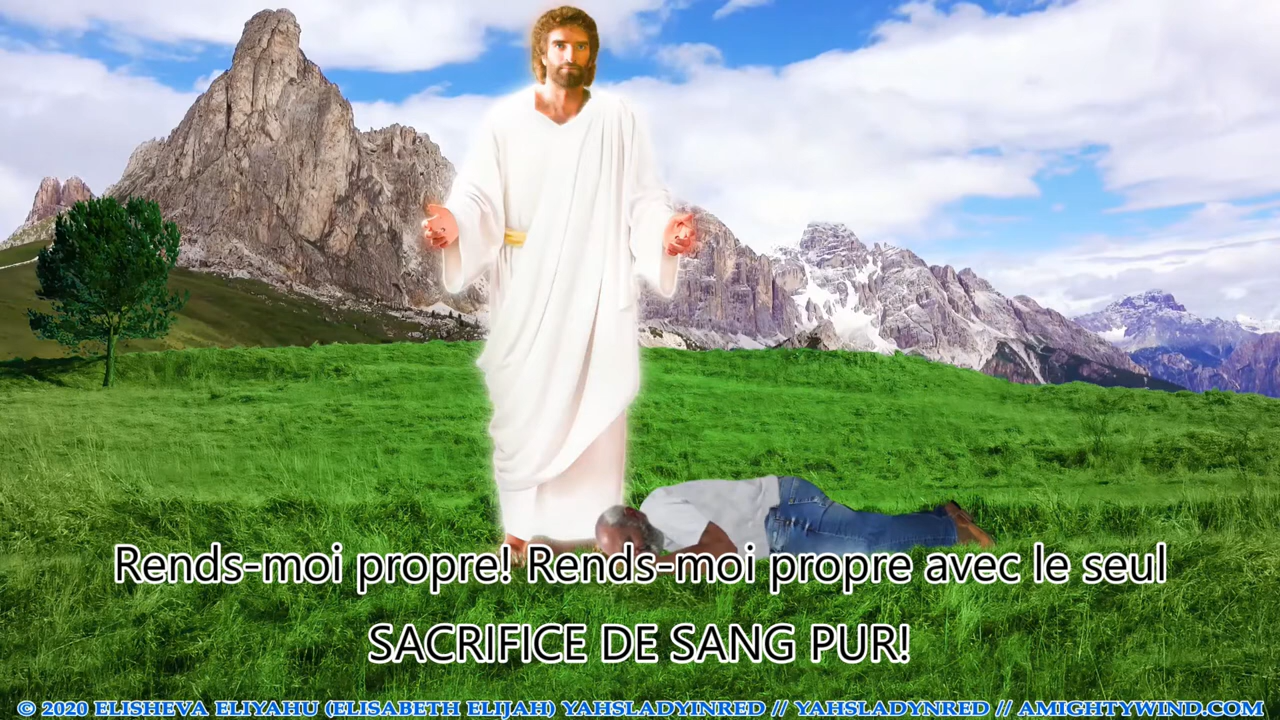 Rends-moi propre! Rends-moi propre avec le seul
SACRIFICE DE SANG PUR!
© 2020 ELISHEVA ELIYAHU (ELISABETH ELIJAH) YAHSLADYINRED // YAHSLADYNRED // AMIGHTYWIND.COM